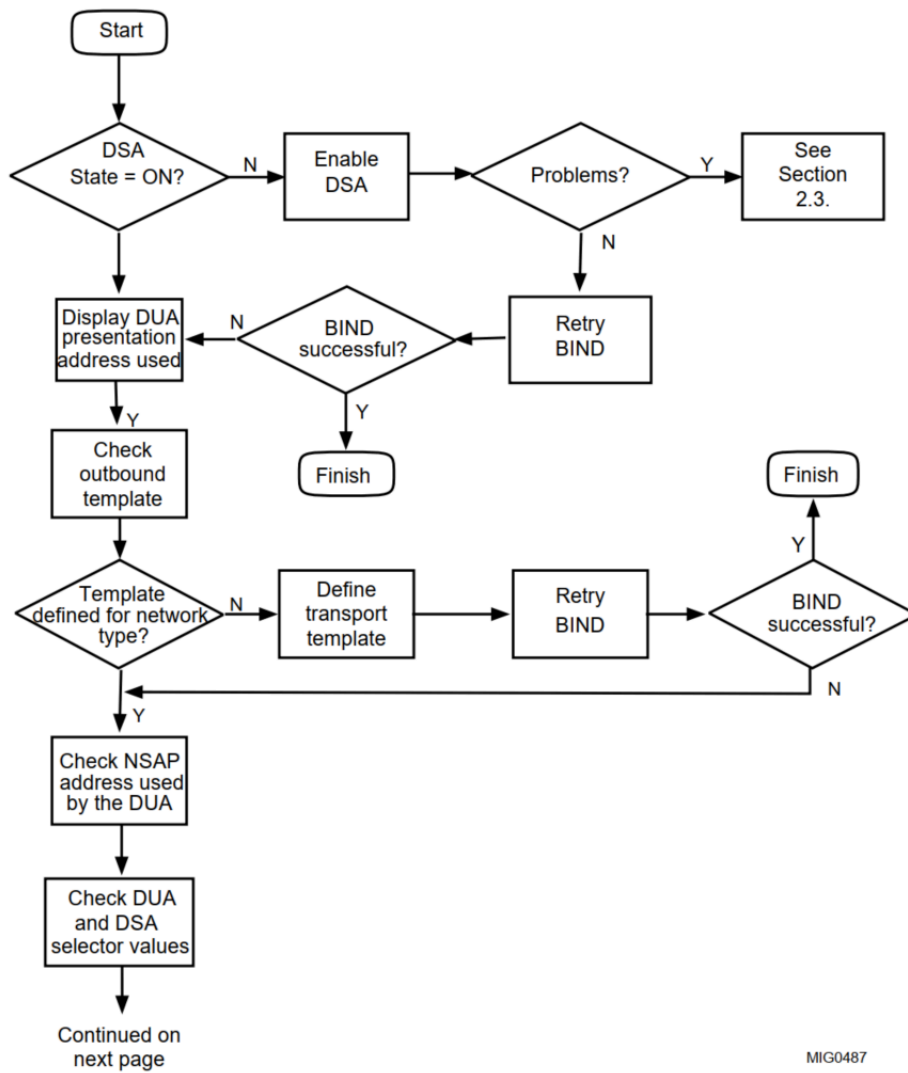 Start
DSA
State = ON?
N
Enable
DSA
Problems?
Y
See
Section
2.3.
N
Display DUA
presentation
address used
N
BIND
successful?
Retry
BIND
Y
Y
Finish
Check
outbound
template
Finish
Y
Template
defined for network
type?
N
Define
transport
template
Retry
BIND
BIND
successful?
N
Y
Check NSAP
address used
by the DUA
Check DUA
and DSA
selector values
Continued on
next page
MIG0487